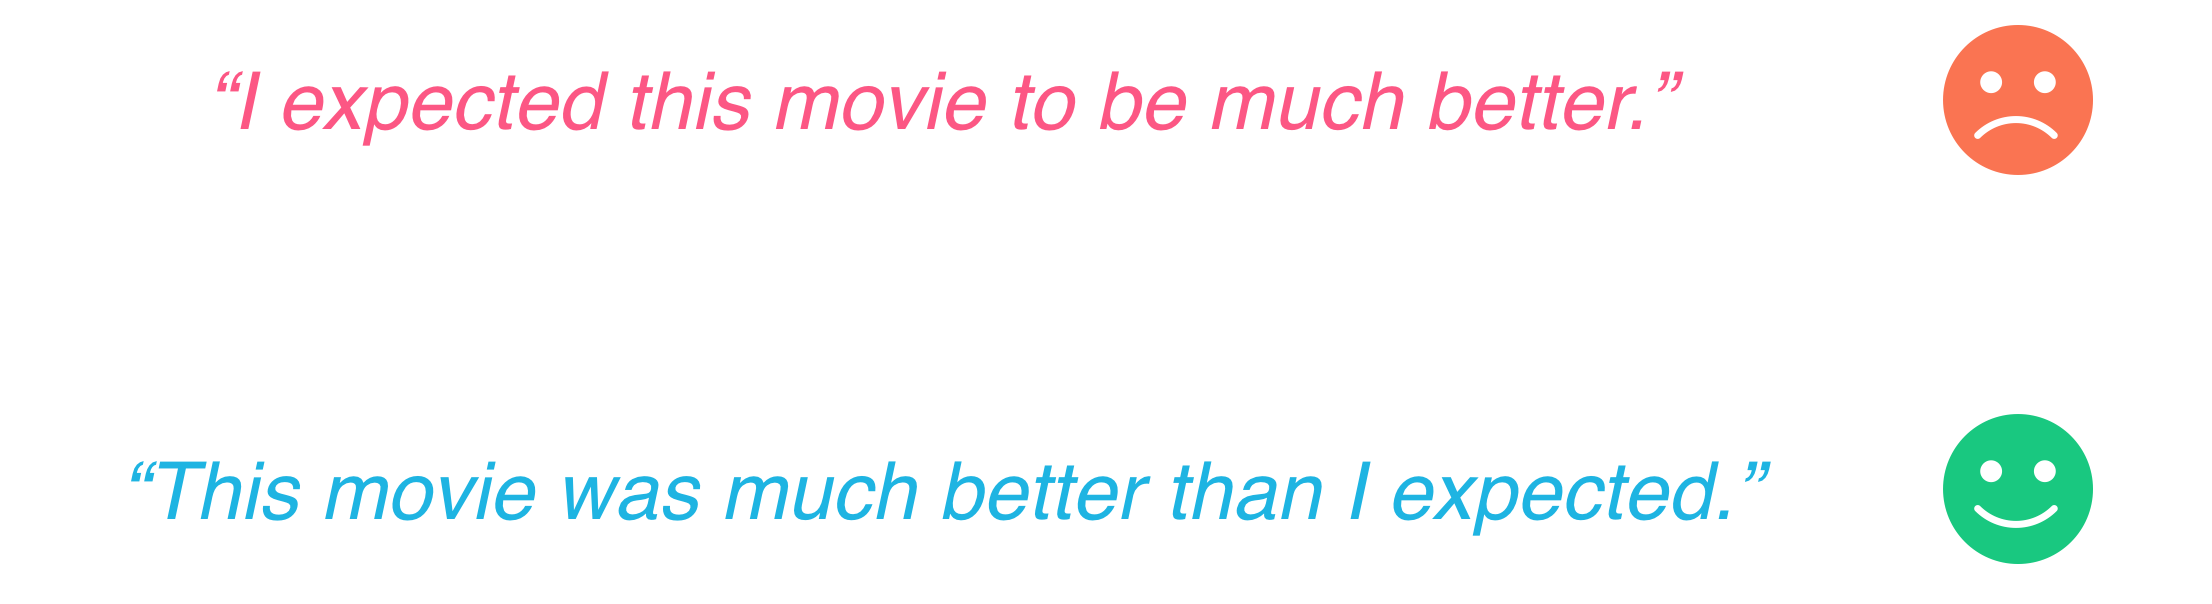 “I expected this movie to be much better.”
“This movie was much better than I expected.”